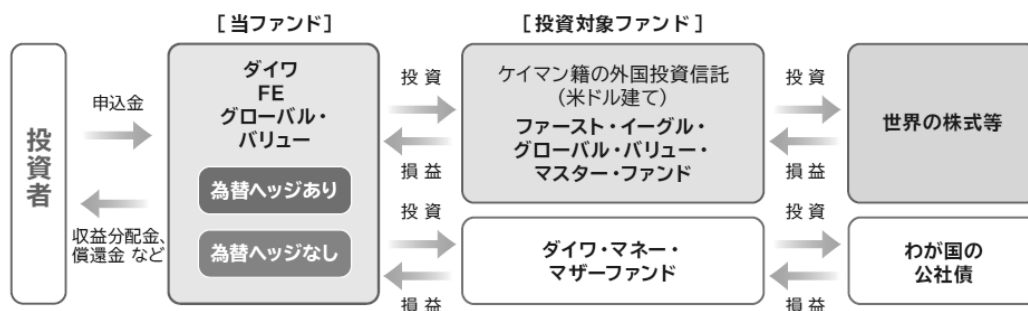 ［当ファンド］
［投資対象ファンド］
投資者
申込金
収益分配金、
償還金 など
ダイワ
FE
グローバル・
バリュー
為替ヘッジあり
為替ヘッジなし
投 資
損 益
投 資
損 益
ケイマン籍の外国投資信託
（米ドル建て）
ファースト・イーグル・
グローバル・バリュー・
マスター・ファンド
ダイワ・マネー・
マザーファンド
投 資
損 益
投 資
損 益
世界の株式等
わが国の
公社債